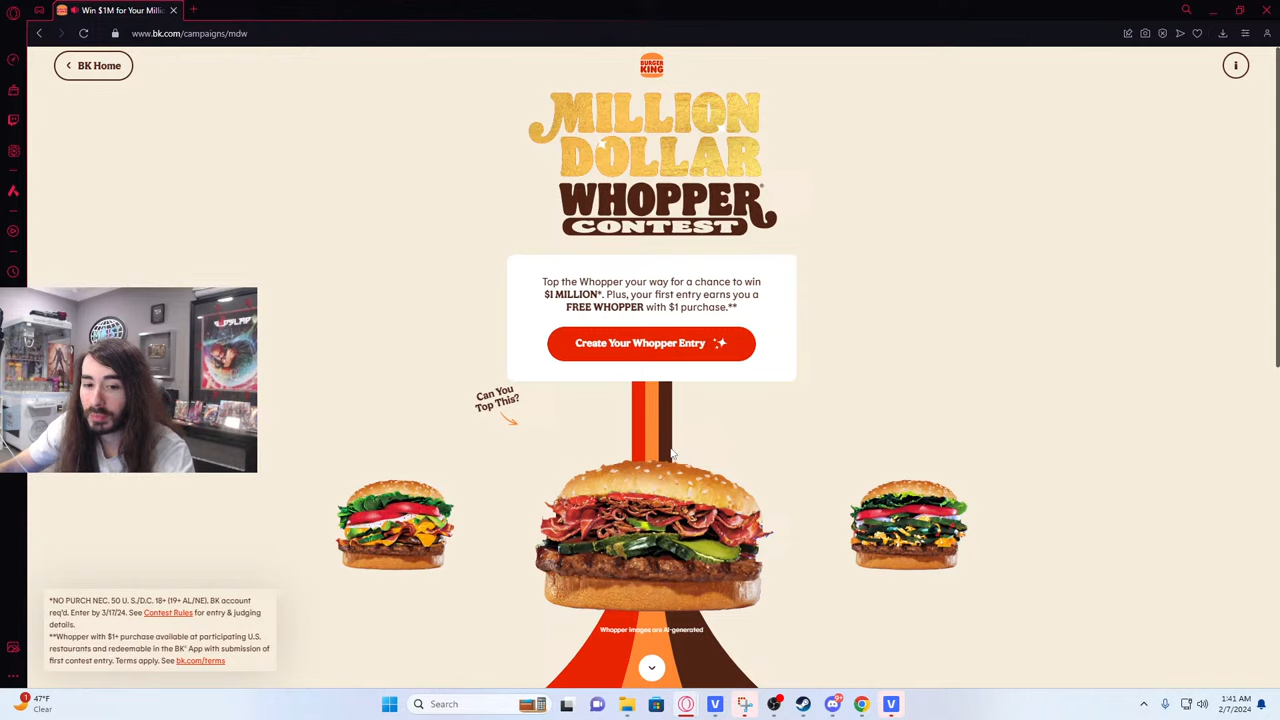 Win $1M for Your Millio
www.bk.com/campaigns/mdw
BK Home
BURGER
KING
i
MILLION
DOLLAR
WHOPPER®
CONTEST
Top the Whopper your way for a chance to win
$1 MILLION*. Plus, your first entry earns you a
FREE WHOPPER with $1 purchase.**
Create Your Whopper Entry
Can You
Top This?
Whopper images are AI-generated
*NO PURCH NEC. 50 U. S./D.C. 18+ (19+ AL/NE). BK account
req'd. Enter by 3/17/24. See Contest Rules for entry & judging
details.
**Whopper with $1+ purchase available at participating U.S.
restaurants and redeemable in the BK® App with submission of
first contest entry. Terms apply. See bk.com/terms
1
47°F
Clear
Search
1:41 AM
2/7/2024